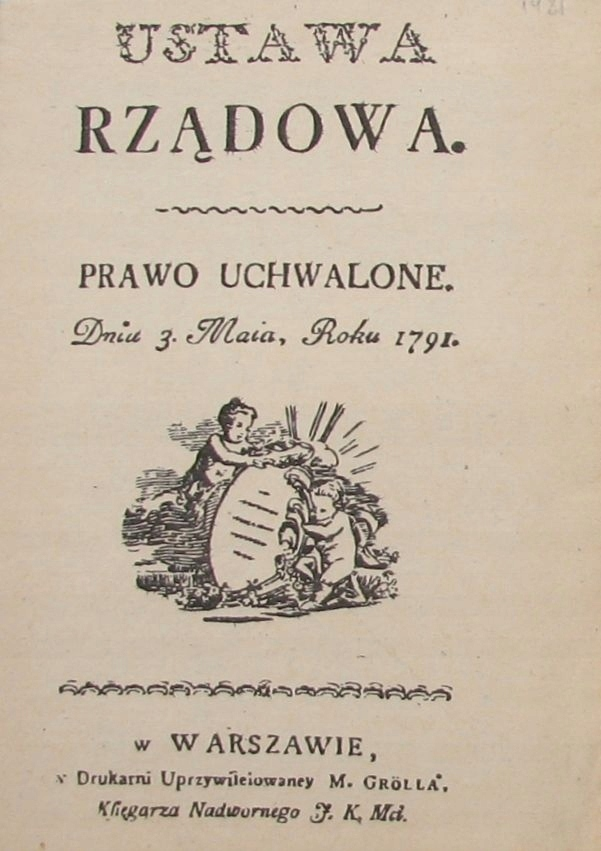 USTAWA
RZĄDOWA.
PRAWO UCHWALONE.
Dnia 3. Maia, Roku 1791.
w WARSZAWIE,
w Drukarni Uprzywileiowaney M. GRÖLLA,
Księgarza Nadwornego J. K. Mci.